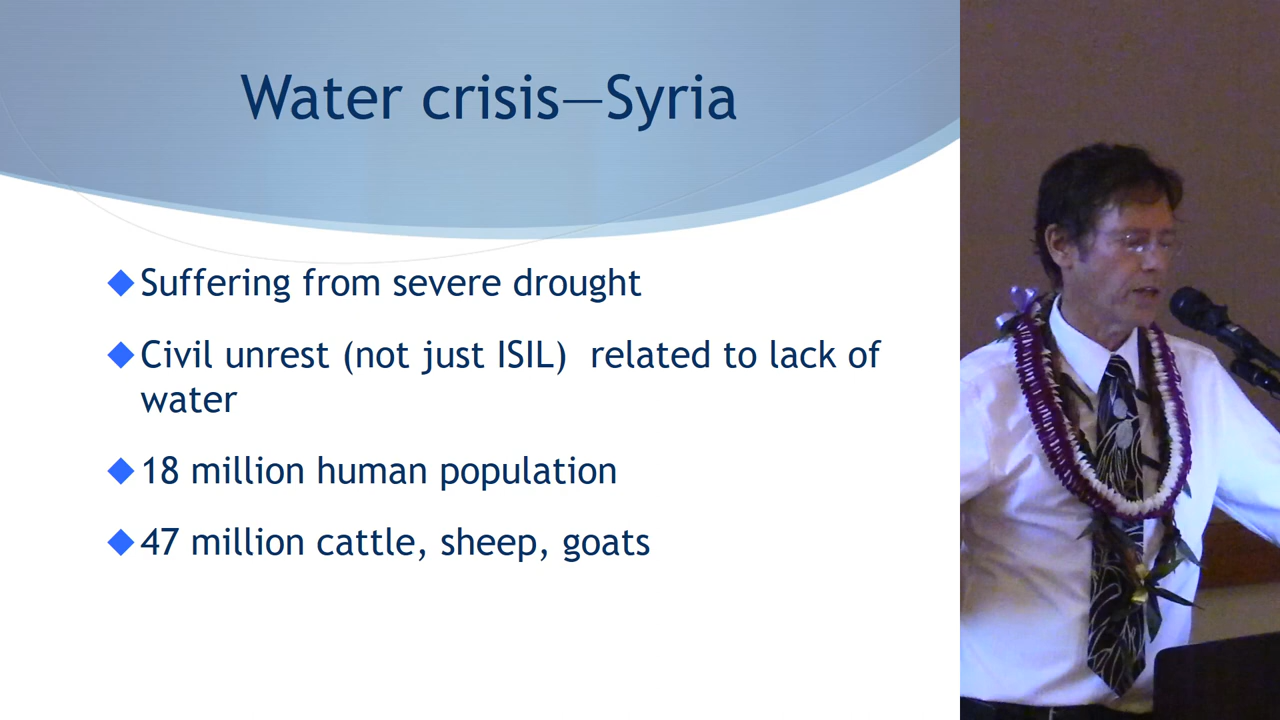 Water crisis—Syria
Suffering from severe drought
Civil unrest (not just ISIL)  related to lack of
water
18 million human population
47 million cattle, sheep, goats